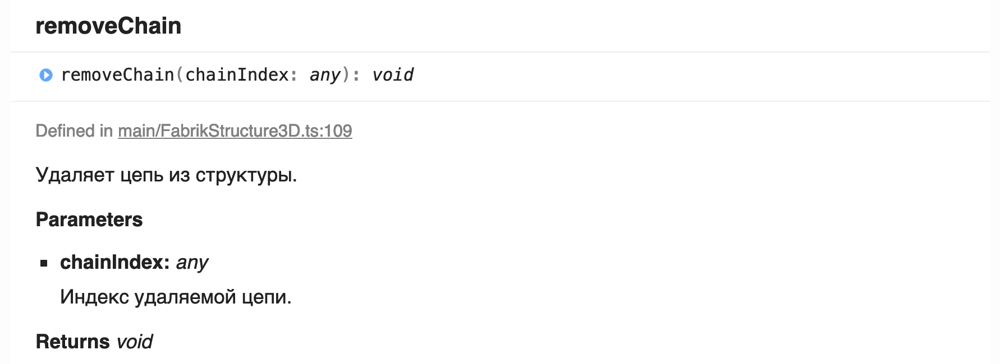 removeChain
removeChain(chainIndex: any): void
Defined in main/FabrikStructure3D.ts:109
Удаляет цепь из структуры.
Parameters
chainIndex: any
Индекс удаляемой цепи.
Returns void